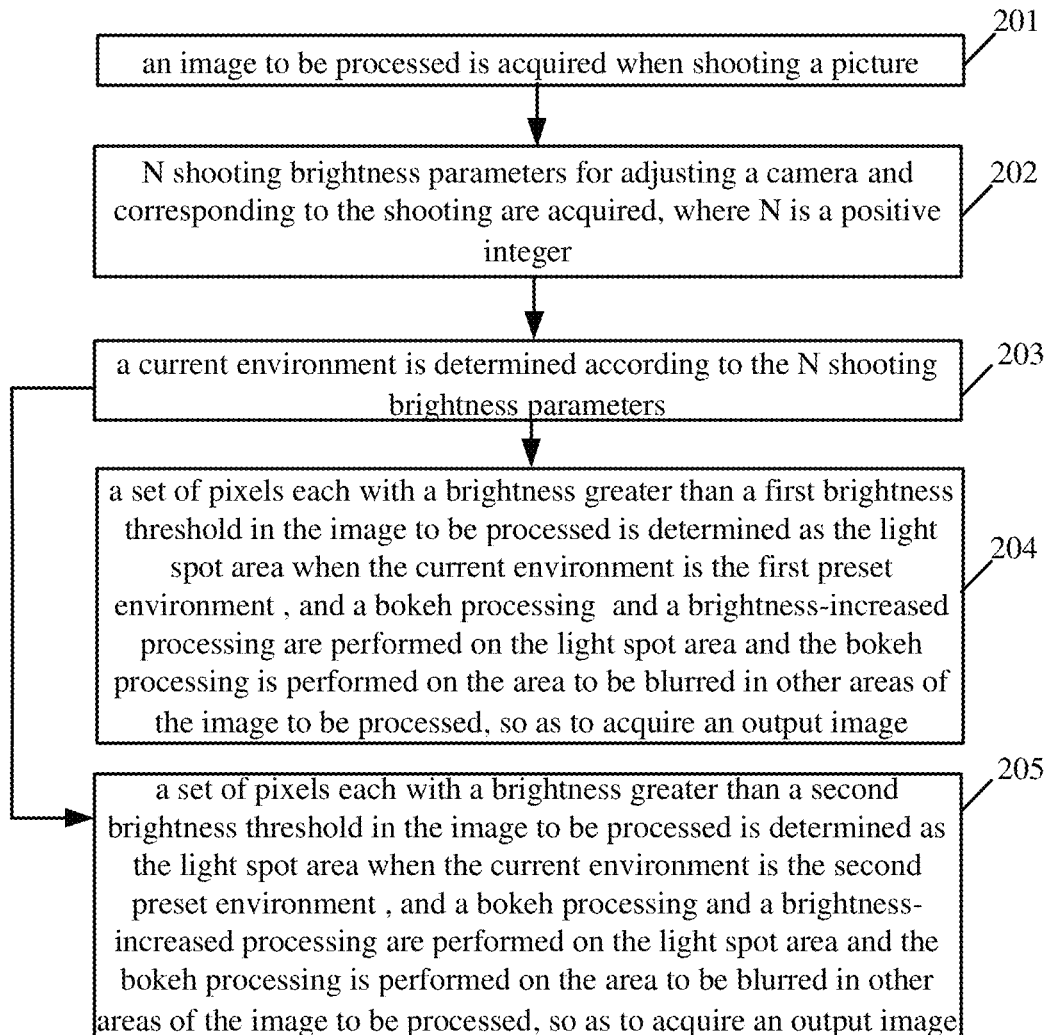 201
an image to be processed is acquired when shooting a picture
N shooting brightness parameters for adjusting a camera and
corresponding to the shooting are acquired, where N is a positive
integer
202
a current environment is determined according to the N shooting
brightness parameters
203
a set of pixels each with a brightness greater than a first brightness
threshold in the image to be processed is determined as the light
spot area when the current environment is the first preset
environment , and a bokeh processing and a brightness-increased
processing are performed on the light spot area and the bokeh
processing is performed on the area to be blurred in other areas of
the image to be processed, so as to acquire an output image
204
a set of pixels each with a brightness greater than a second
brightness threshold in the image to be processed is determined as
the light spot area when the current environment is the second
preset environment , and a bokeh processing and a brightness-
increased processing are performed on the light spot area and the
bokeh processing is performed on the area to be blurred in other
areas of the image to be processed, so as to acquire an output image
205